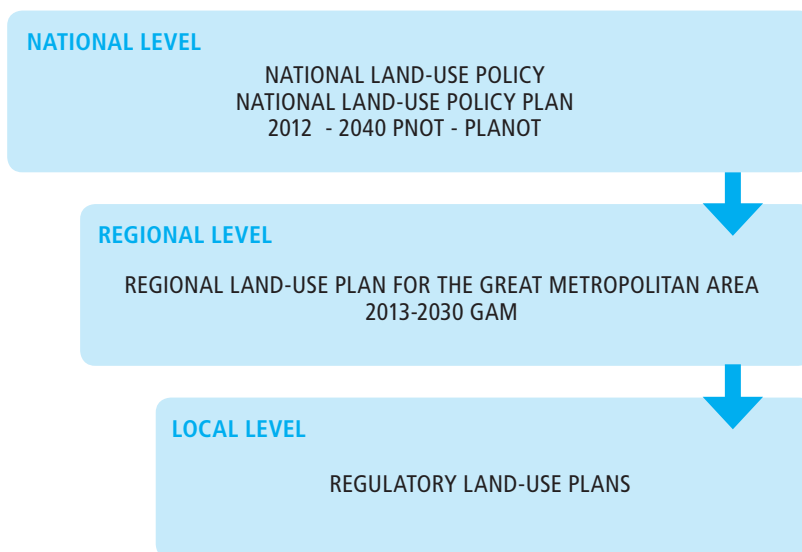 NATIONAL LEVEL
NATIONAL LAND-USE POLICY
NATIONAL LAND-USE POLICY PLAN
2012 - 2040 PNOT - PLANOT
REGIONAL LEVEL
REGIONAL LAND-USE PLAN FOR THE GREAT METROPOLITAN AREA
2013-2030 GAM
LOCAL LEVEL
REGULATORY LAND-USE PLANS